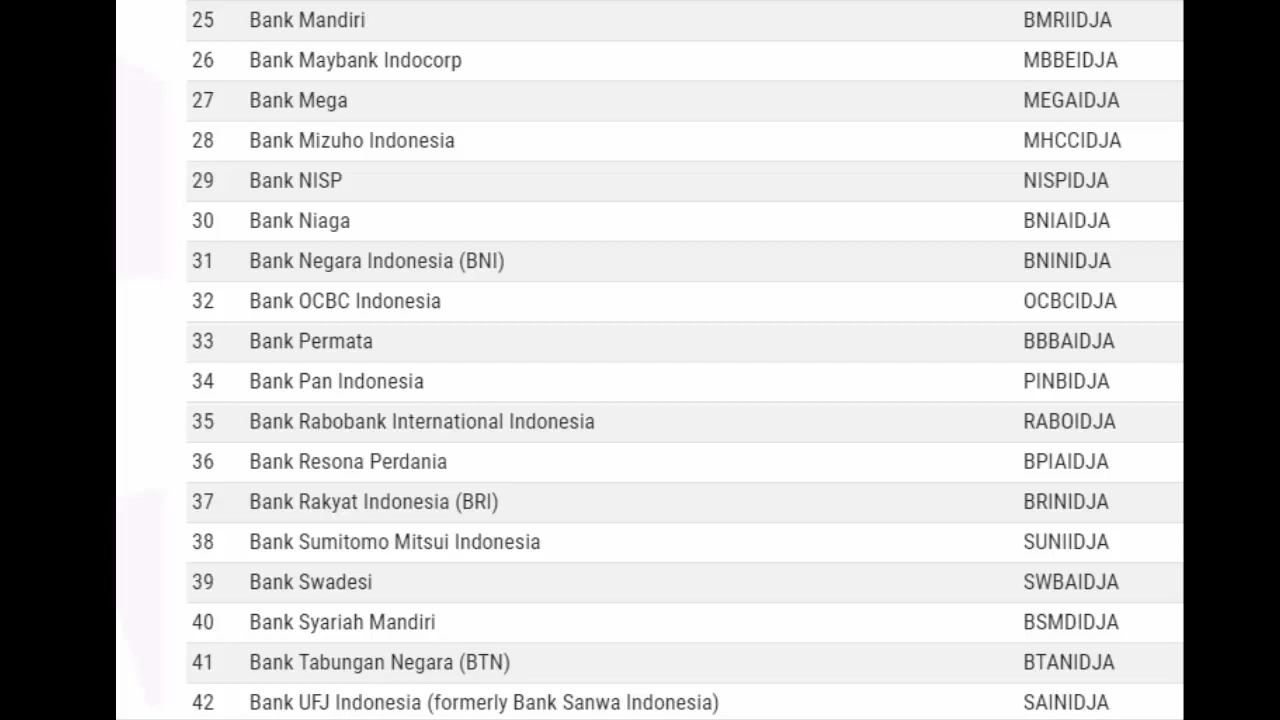 25 Bank Mandiri BMRIIDJA
26 Bank Maybank Indocorp MBBEIDJA
27 Bank Mega MEGAIDJA
28 Bank Mizuho Indonesia MHCCIDJA
29 Bank NISP NISPIDJA
30 Bank Niaga BNIAIDJA
31 Bank Negara Indonesia (BNI) BNINIDJA
32 Bank OCBC Indonesia OCBCIDJA
33 Bank Permata BBBAIDJA
34 Bank Pan Indonesia PINBIDJA
35 Bank Rabobank International Indonesia RABOIDJA
36 Bank Resona Perdania BPIAIDJA
37 Bank Rakyat Indonesia (BRI) BRINIDJA
38 Bank Sumitomo Mitsui Indonesia SUNIIDJA
39 Bank Swadesi SWBAIDJA
40 Bank Syariah Mandiri BSMDIDJA
41 Bank Tabungan Negara (BTN) BTANIDJA
42 Bank UFJ Indonesia (formerly Bank Sanwa Indonesia) SAINIDJA